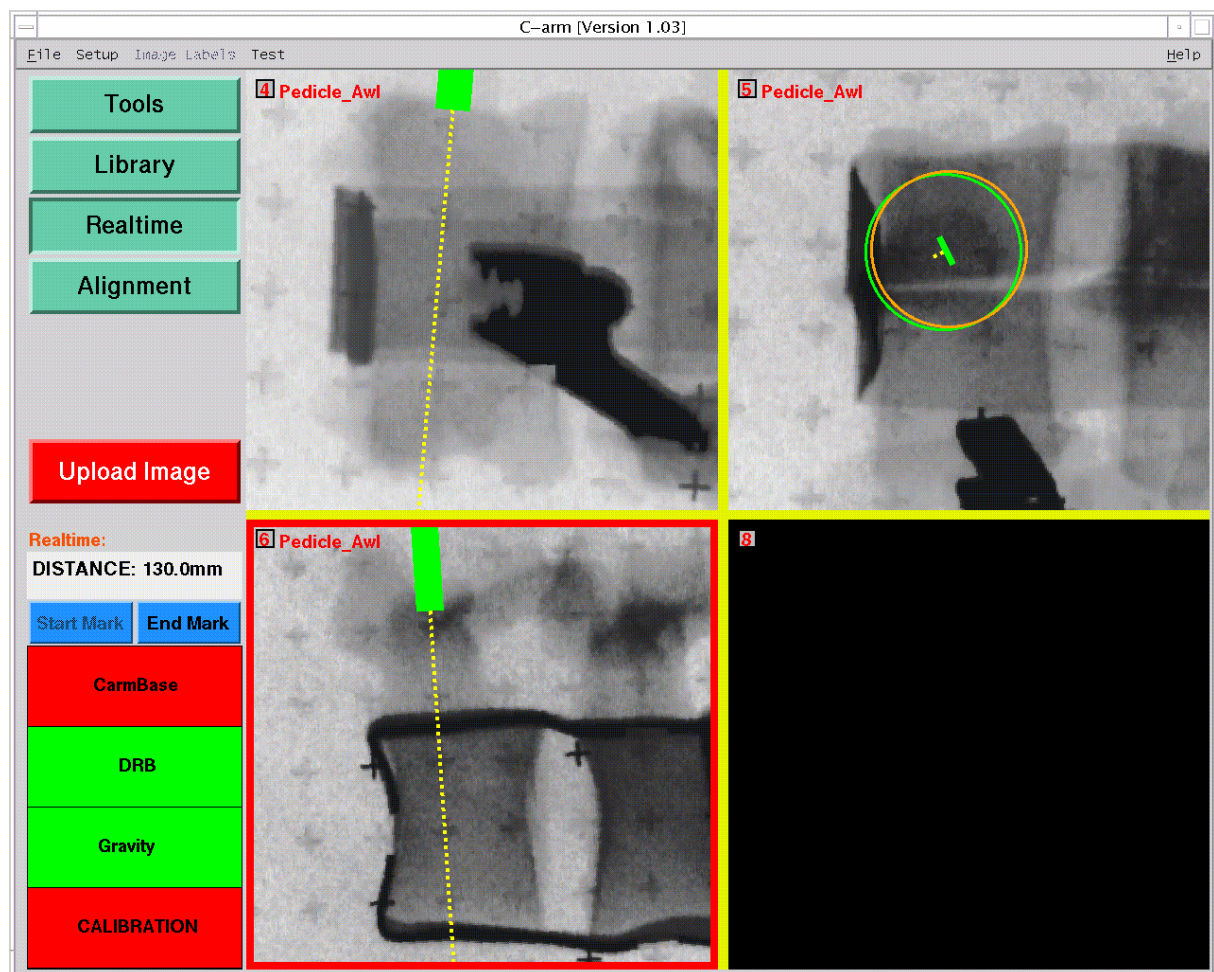 C-arm [Version 1.03]
File Setup Image Labels Test Help
Tools
Library
Realtime
Alignment
Upload Image
Realtime:
DISTANCE: 130.0mm
Start Mark End Mark
CarmBase
DRB
Gravity
CALIBRATION
4 Pedicle_Awl
5 Pedicle_Awl
6 Pedicle_Awl
8